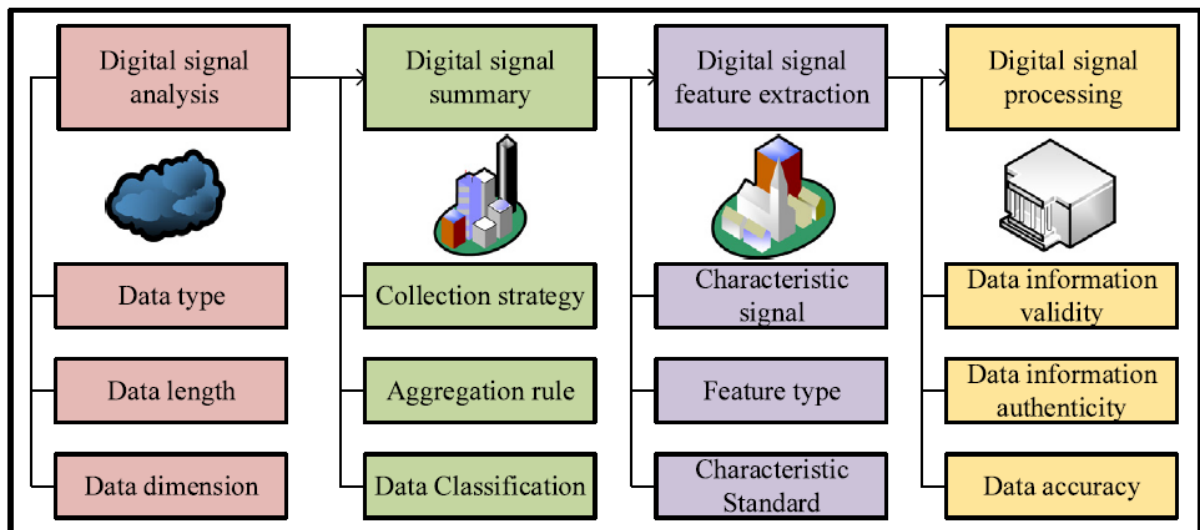 Digital signal
analysis
Digital signal
summary
Digital signal
feature extraction
Digital signal
processing
Data type
Collection strategy
Characteristic
signal
Data information
validity
Data length
Aggregation rule
Feature type
Data information
authenticity
Data dimension
Data Classification
Characteristic
Standard
Data accuracy